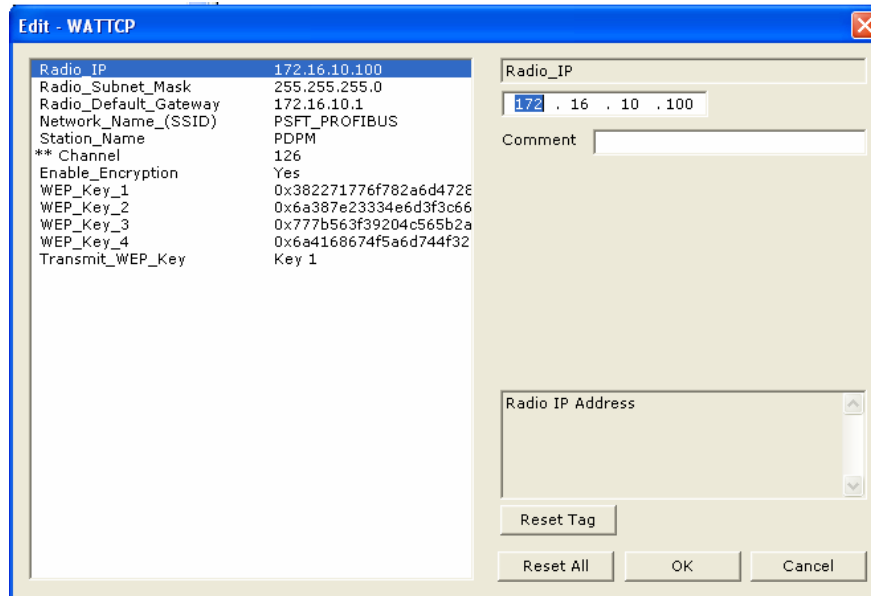 Edit - WATTCP
Radio_IP 172.16.10.100
Radio_Subnet_Mask 255.255.255.0
Radio_Default_Gateway 172.16.10.1
Network_Name_(SSID) PSFT_PROFIBUS
Station_Name PDPM
** Channel 126
Enable_Encryption Yes
WEP_Key_1 0x382271776f782a6d4728
WEP_Key_2 0x6a387e23334e6d3f3c66
WEP_Key_3 0x777b563f39204c565b2a
WEP_Key_4 0x6a4168674f5a6d744f32
Transmit_WEP_Key Key 1
Radio_IP
172 . 16 . 10 . 100
Comment
Radio IP Address
Reset Tag
Reset All OK Cancel